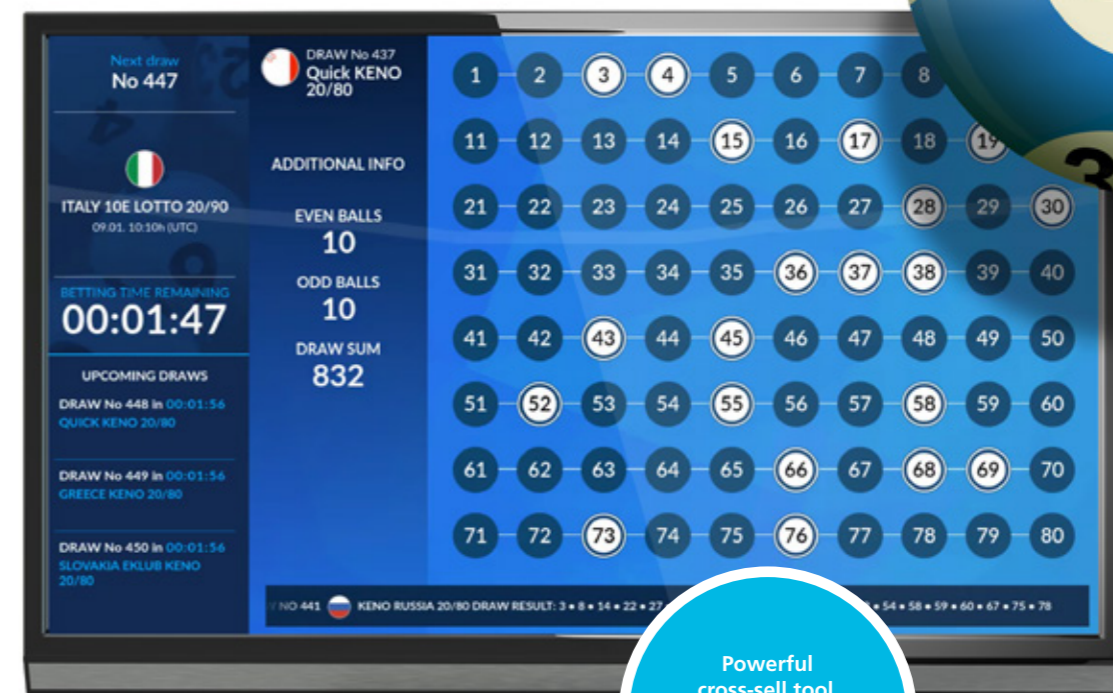 Next draw
No 447
ITALY 10E LOTTO 20/90
09.01. 10:10h (UTC)
BETTING TIME REMAINING
00:01:47
UPCOMING DRAWS
DRAW No 448 in 00:01:56
QUICK KENO 20/80
DRAW No 449 in 00:01:56
GREECE KENO 20/80
DRAW No 450 in 00:01:56
SLOVAKIA EKLUB KENO
20/80
DRAW No 437
Quick KENO
20/80
ADDITIONAL INFO
EVEN BALLS
10
ODD BALLS
10
DRAW SUM
832
1 2 3 4 5 6 7 8
11 12 13 14 15 16 17 18 19
21 22 23 24 25 26 27 28 29 30
31 32 33 34 35 36 37 38 39 40
41 42 43 44 45 46 47 48 49 50
51 52 53 54 55 56 57 58 59 60
61 62 63 64 65 66 67 68 69 70
71 72 73 74 75 76 77 78 79 80
NO 441 KENO RUSSIA 20/80 DRAW RESULT: 3 • 8 • 14 • 22 • 27 • 54 • 58 • 59 • 60 • 67 • 75 • 78
3
Powerful
cross-sell tool